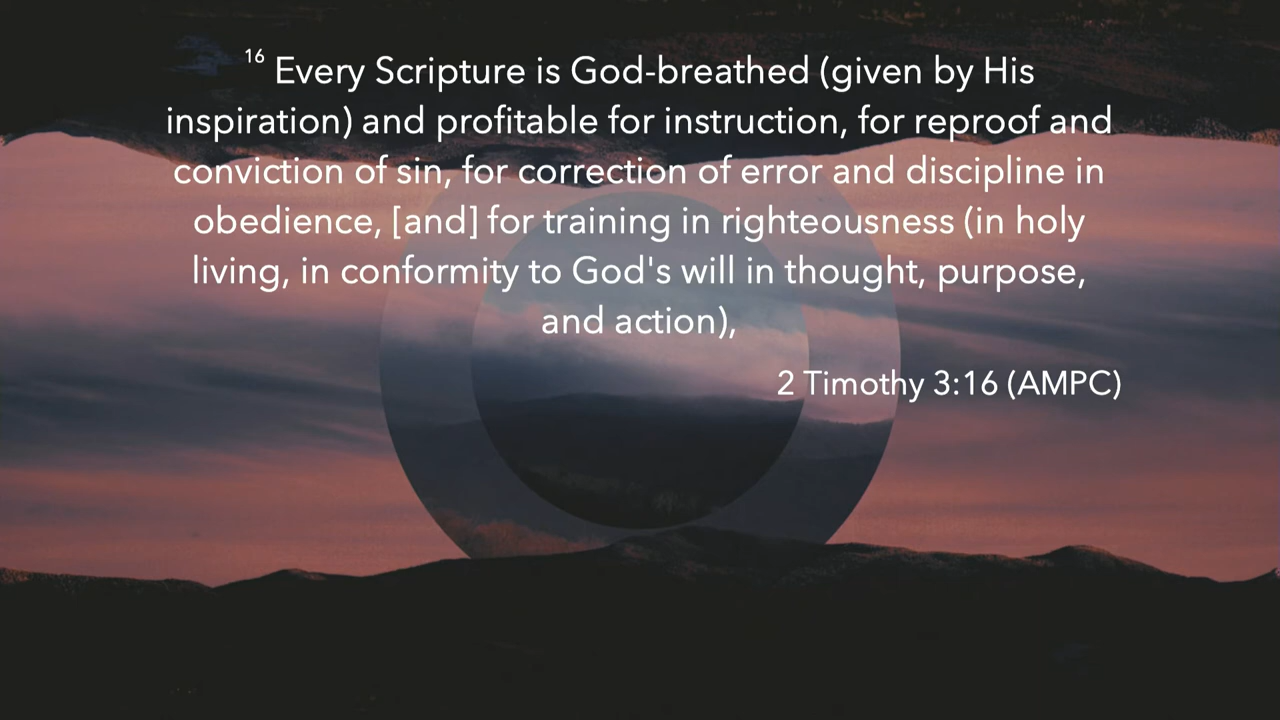 16 Every Scripture is God-breathed (given by His
inspiration) and profitable for instruction, for reproof and
conviction of sin, for correction of error and discipline in
obedience, [and] for training in righteousness (in holy
living, in conformity to God's will in thought, purpose,
and action),
2 Timothy 3:16 (AMPC)